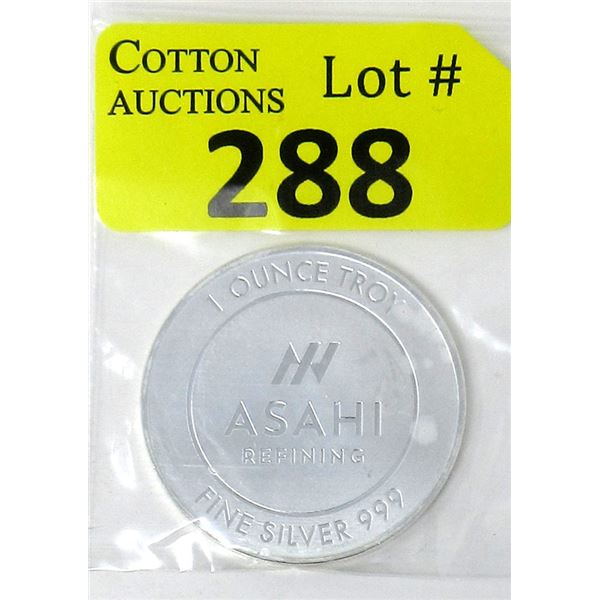 COTTON
AUCTIONS
Lot #
288
1 OUNCE TROY
ASAHI
REFINING
FINE SILVER 999